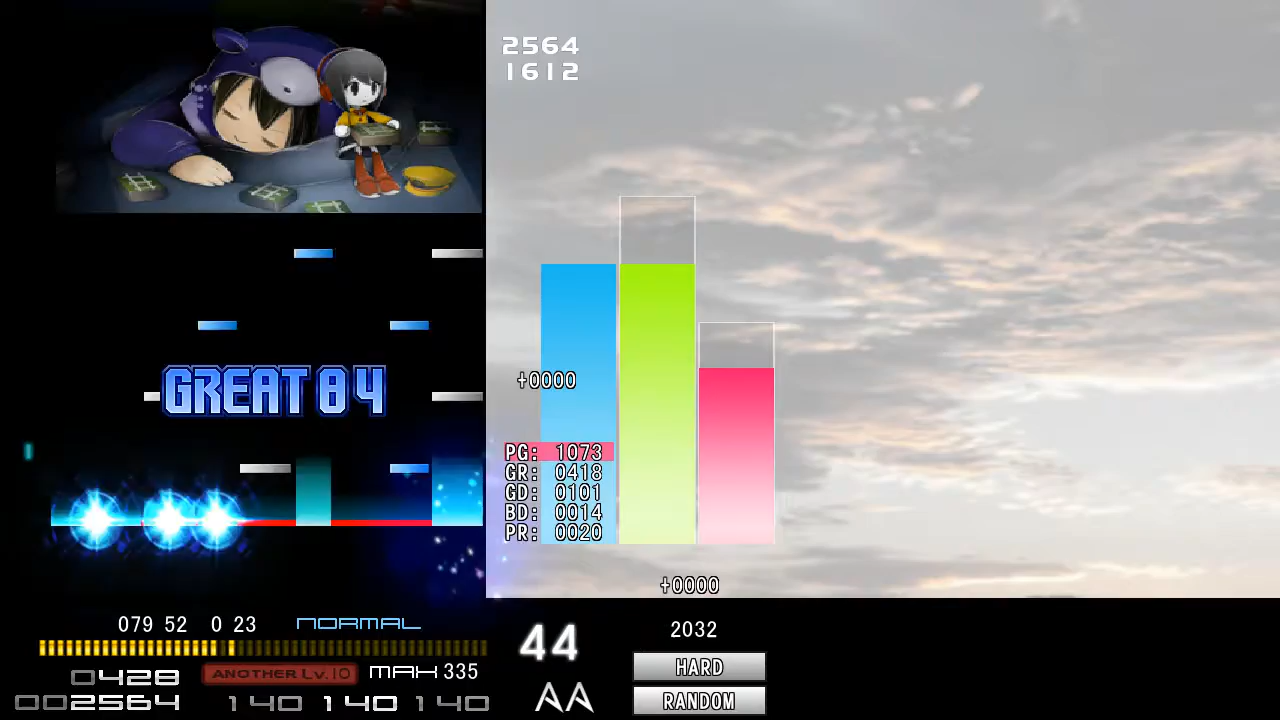 2564
1612
GREAT 84
+0000
PG: 1073
GR: 0418
GD: 0101
BD: 0014
PR: 0020
+0000
079 52 0 23 NORMAL
44
2032
0428 ANOTHER Lv.10 MAX 335
HARD
002564 140 140 140
AA
RANDOM